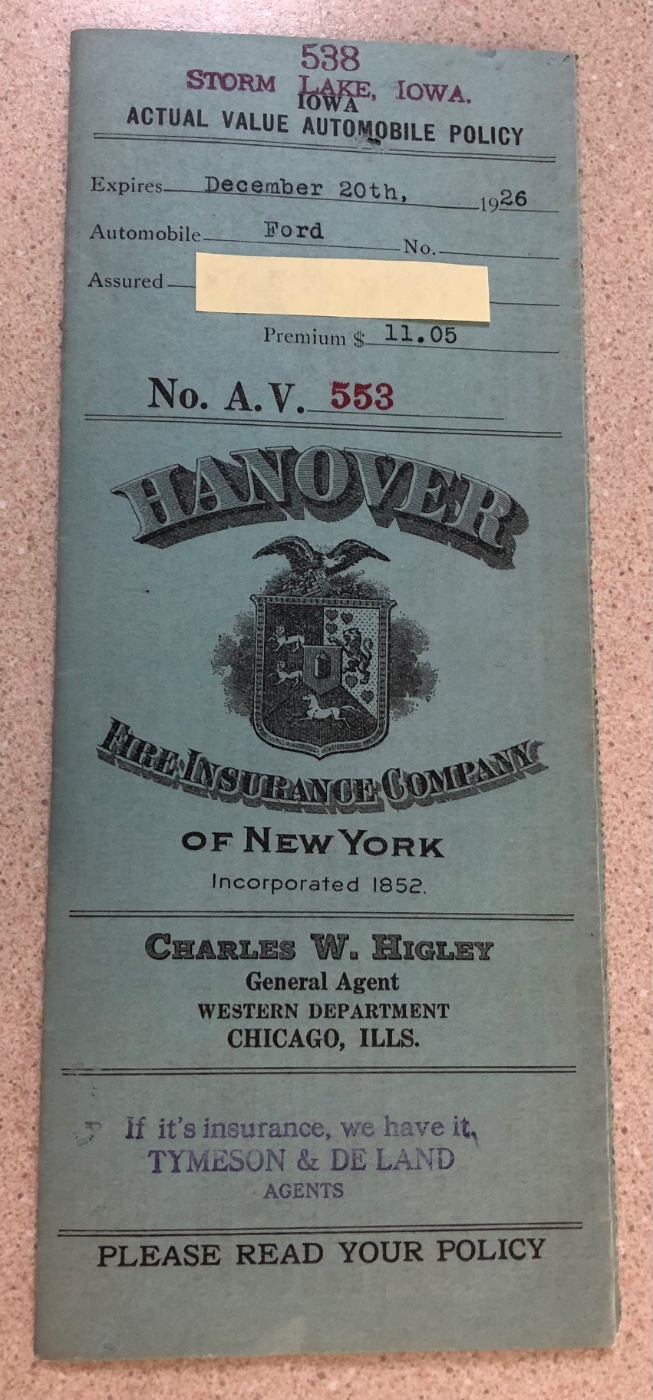 538
STORM LAKE, IOWA.
IOWA
ACTUAL VALUE AUTOMOBILE POLICY
Expires December 20th, 1926
Automobile Ford No.
Assured
Premium $ 11.05
No. A.V. 553
HANOVER
FIRE INSURANCE COMPANY
OF NEW YORK
Incorporated 1852.
CHARLES W. HIGLEY
General Agent
WESTERN DEPARTMENT
CHICAGO, ILLS.
If it's insurance, we have it,
TYMESON & DE LAND
AGENTS
PLEASE READ YOUR POLICY